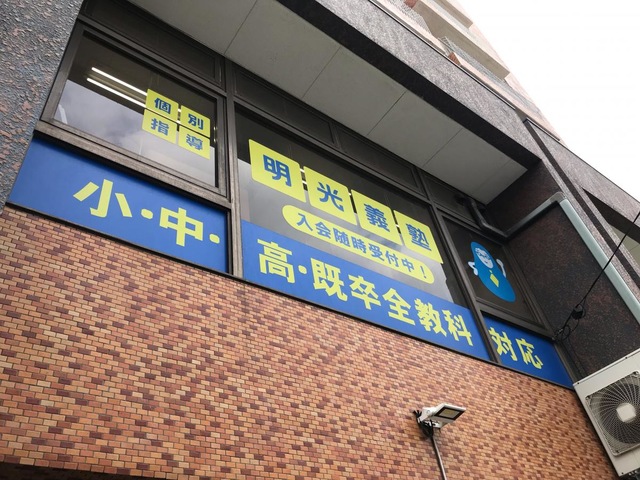 個別
指導
明光義塾
入会随時受付中!
小・中・高・既卒全教科対応